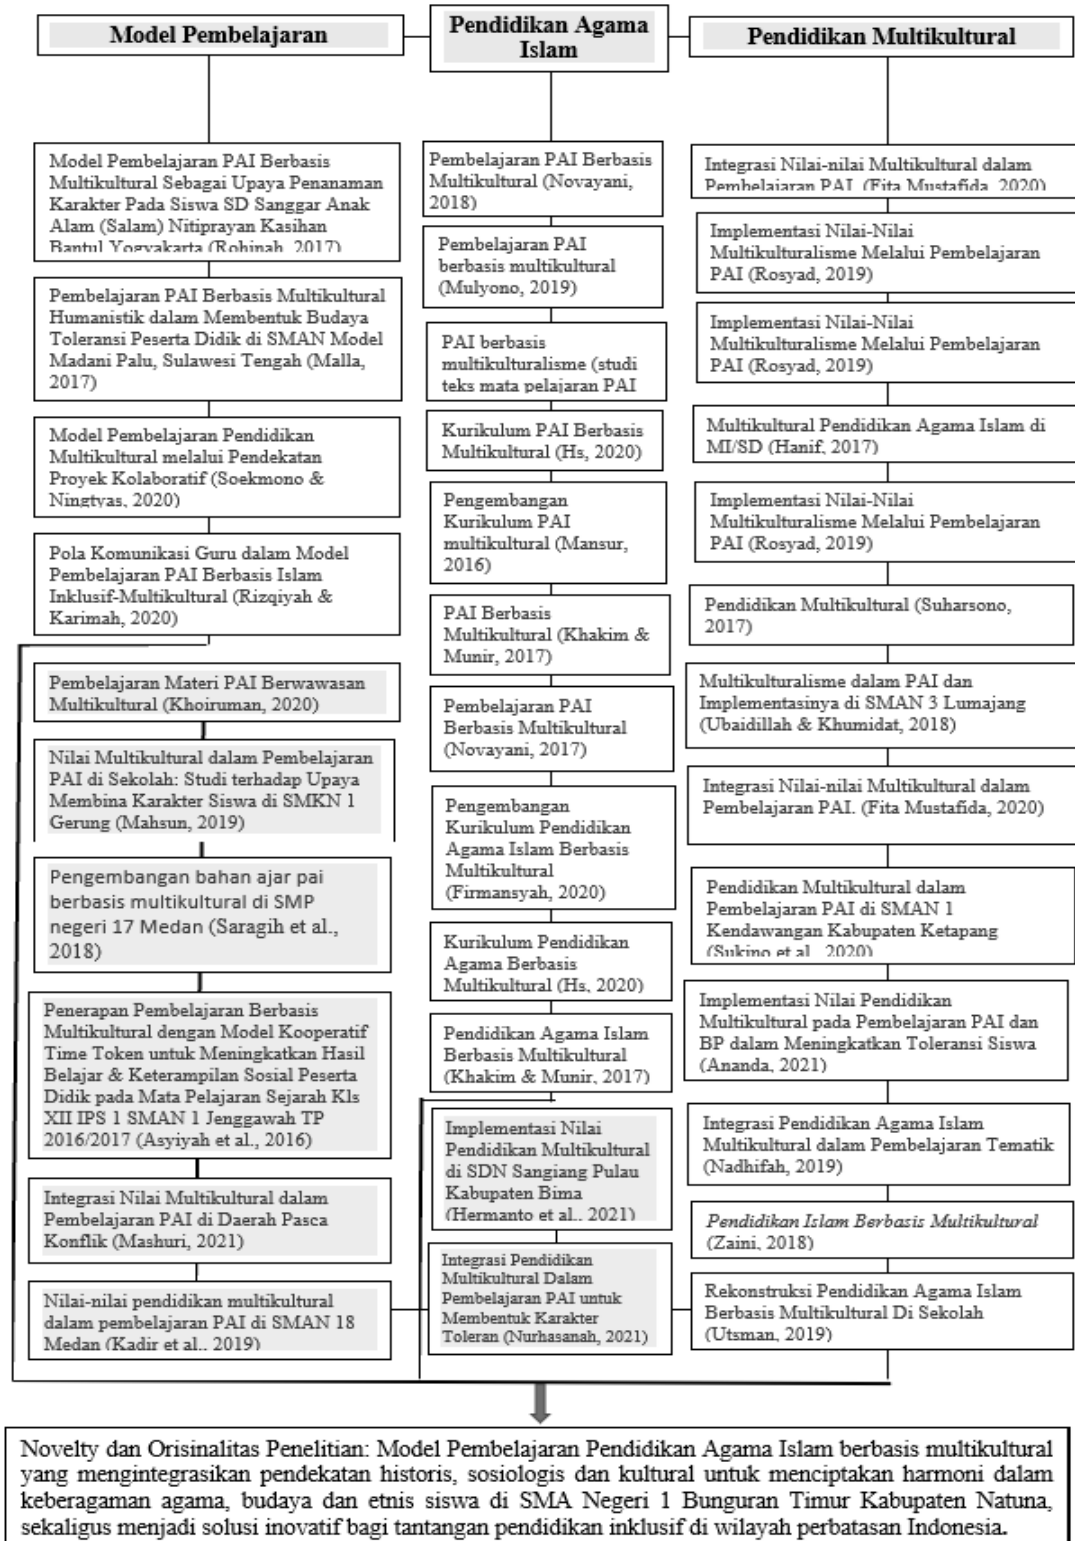 Model Pembelajaran
Pendidikan Agama
Islam
Pendidikan Multikultural
Model Pembelajaran PAI Berbasis
Multikultural Sebagai Upaya Penanaman
Karakter Pada Siswa SD Sanggar Anak
Alam (Salam) Nitiprayan Kasihan
Bantul Yogyakarta (Rohinah, 2017)
Pembelajaran PAI Berbasis Multikultural
Humanistik dalam Membentuk Budaya
Toleransi Peserta Didik di SMAN Model
Madani Palu, Sulawesi Tengah (Malla,
2017)
Model Pembelajaran Pendidikan
Multikultural melalui Pendekatan
Proyek Kolaboratif (Soekmono &
Ningtyas, 2020)
Pola Komunikasi Guru dalam Model
Pembelajaran PAI Berbasis Islam
Inklusif-Multikultural (Rizqiyah &
Karimah, 2020)
Pembelajaran Materi PAI Berwawasan
Multikultural (Khoiruman, 2020)
Nilai Multikultural dalam Pembelajaran
PAI di Sekolah: Studi terhadap Upaya
Membina Karakter Siswa di SMKN 1
Gerung (Mahsun, 2019)
Pengembangan bahan ajar pai
berbasis multikultural di SMP
negeri 17 Medan (Saragih et al.,
2018)
Penerapan Pembelajaran Berbasis
Multikultural dengan Model Kooperatif
Time Token untuk Meningkatkan Hasil
Belajar & Keterampilan Sosial Peserta
Didik pada Mata Pelajaran Sejarah Kls
XII IPS 1 SMAN 1 Jenggawah TP
2016/2017 (Asyiyah et al., 2016)
Integrasi Nilai Multikultural dalam
Pembelajaran PAI di Daerah Pasca
Konflik (Mashuri, 2021)
Nilai-nilai pendidikan multikultural
dalam pembelajaran PAI di SMAN 18
Medan (Kadir et al., 2019)
Pembelajaran PAI Berbasis
Multikultural (Novayani,
2018)
Pembelajaran PAI
berbasis multikultural
(Mulyono, 2019)
PAI berbasis
multikulturalisme (studi
teks mata pelajaran PAI
Kurikulum PAI Berbasis
Multikultural (Hs, 2020)
Pengembangan
Kurikulum PAI
multikultural (Mansur,
2016)
PAI Berbasis
Multikultural (Khakim &
Munir, 2017)
Pembelajaran PAI
Berbasis Multikultural
(Novayani, 2017)
Pengembangan
Kurikulum Pendidikan
Agama Islam Berbasis
Multikultural
(Firmansyah, 2020)
Kurikulum Pendidikan
Agama Berbasis
Multikultural (Hs, 2020)
Pendidikan Agama Islam
Berbasis Multikultural
(Khakim & Munir, 2017)
Implementasi Nilai
Pendidikan Multikultural
di SDN Sangiang Pulau
Kabupaten Bima
(Hermanto et al., 2021)
Integrasi Pendidikan
Multikultural Dalam
Pembelajaran PAI untuk
Membentuk Karakter
Toleran (Nurhasanah, 2021)
Integrasi Nilai-nilai Multikultural dalam
Pembelajaran PAI. (Fita Mustafida, 2020)
Implementasi Nilai-Nilai
Multikulturalisme Melalui Pembelajaran
PAI (Rosyad, 2019)
Implementasi Nilai-Nilai
Multikulturalisme Melalui Pembelajaran
PAI (Rosyad, 2019)
Multikultural Pendidikan Agama Islam di
MI/SD (Hanif, 2017)
Implementasi Nilai-Nilai
Multikulturalisme Melalui Pembelajaran
PAI (Rosyad, 2019)
Pendidikan Multikultural (Suharsono,
2017)
Multikulturalisme dalam PAI dan
Implementasinya di SMAN 3 Lumajang
(Ubaidillah & Khumidat, 2018)
Integrasi Nilai-nilai Multikultural dalam
Pembelajaran PAI. (Fita Mustafida, 2020)
Pendidikan Multikultural dalam
Pembelajaran PAI di SMAN 1
Kendawangan Kabupaten Ketapang
(Sukino et al., 2020)
Implementasi Nilai Pendidikan
Multikultural pada Pembelajaran PAI dan
BP dalam Meningkatkan Toleransi Siswa
(Ananda, 2021)
Integrasi Pendidikan Agama Islam
Multikultural dalam Pembelajaran Tematik
(Nadhifah, 2019)
Pendidikan Islam Berbasis Multikultural
(Zaini, 2018)
Rekonstruksi Pendidikan Agama Islam
Berbasis Multikultural Di Sekolah
(Utsman, 2019)
Novelty dan Orisinalitas Penelitian: Model Pembelajaran Pendidikan Agama Islam berbasis multikultural
yang mengintegrasikan pendekatan historis, sosiologis dan kultural untuk menciptakan harmoni dalam
keberagaman agama, budaya dan etnis siswa di SMA Negeri 1 Bunguran Timur Kabupaten Natuna,
sekaligus menjadi solusi inovatif bagi tantangan pendidikan inklusif di wilayah perbatasan Indonesia.